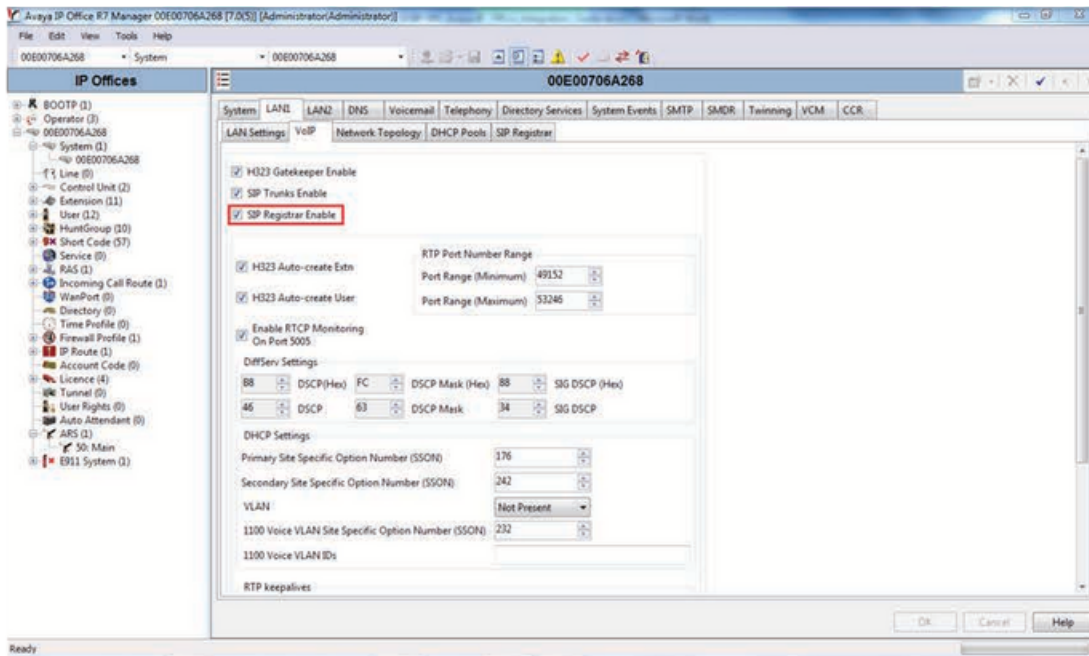 Avaya IP Office R7 Manager 00E00706A268 [7.0(5)] [Administrator(Administrator)]
File Edit View Tools Help
00E00706A268 System 00E00706A268
IP Offices
00E00706A268
BOOTP (1)
Operator (3)
00E00706A268
System (1)
00E00706A268
Line (0)
Control Unit (2)
Extension (11)
User (12)
HuntGroup (10)
Short Code (57)
Service (0)
RAS (1)
Incoming Call Route (1)
WanPort (0)
Directory (0)
Time Profile (0)
Firewall Profile (1)
IP Route (1)
Account Code (0)
Licence (4)
Tunnel (0)
User Rights (0)
Auto Attendant (0)
ARS (1)
50: Main
E911 System (1)
System LAN1 LAN2 DNS Voicemail Telephony Directory Services System Events SMTP SMDR Twinning VCM CCR
LAN Settings VoIP Network Topology DHCP Pools SIP Registrar
H323 Gatekeeper Enable
SIP Trunks Enable
SIP Registrar Enable
RTP Port Number Range
H323 Auto-create Extn
Port Range (Minimum) 49152
H323 Auto-create User
Port Range (Maximum) 53246
Enable RTCP Monitoring
On Port 5005
DiffServ Settings
B8 DSCP(Hex) FC DSCP Mask (Hex) 88 SIG DSCP (Hex)
46 DSCP 63 DSCP Mask 34 SIG DSCP
DHCP Settings
Primary Site Specific Option Number (SSON) 176
Secondary Site Specific Option Number (SSON) 242
VLAN Not Present
1100 Voice VLAN Site Specific Option Number (SSON) 232
1100 Voice VLAN IDs
RTP keepalives
OK Cancel Help
Ready